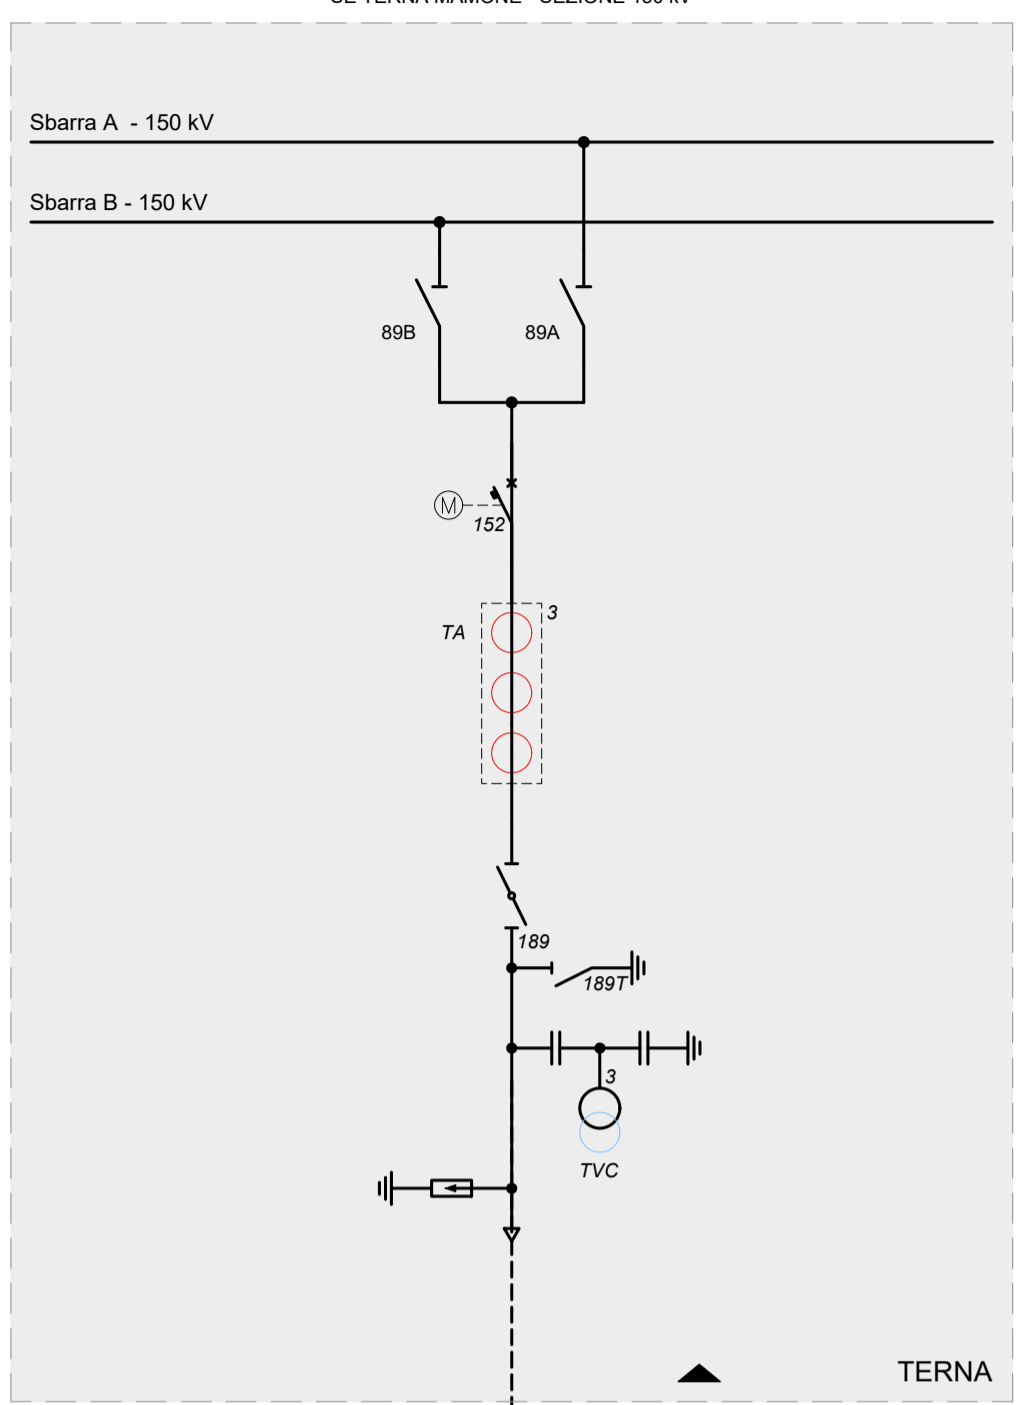 Sbarra A - 150 kV
Sbarra B - 150 kV
89B
89A
M
152
3
TA
189
189T
3
TVC
TERNA